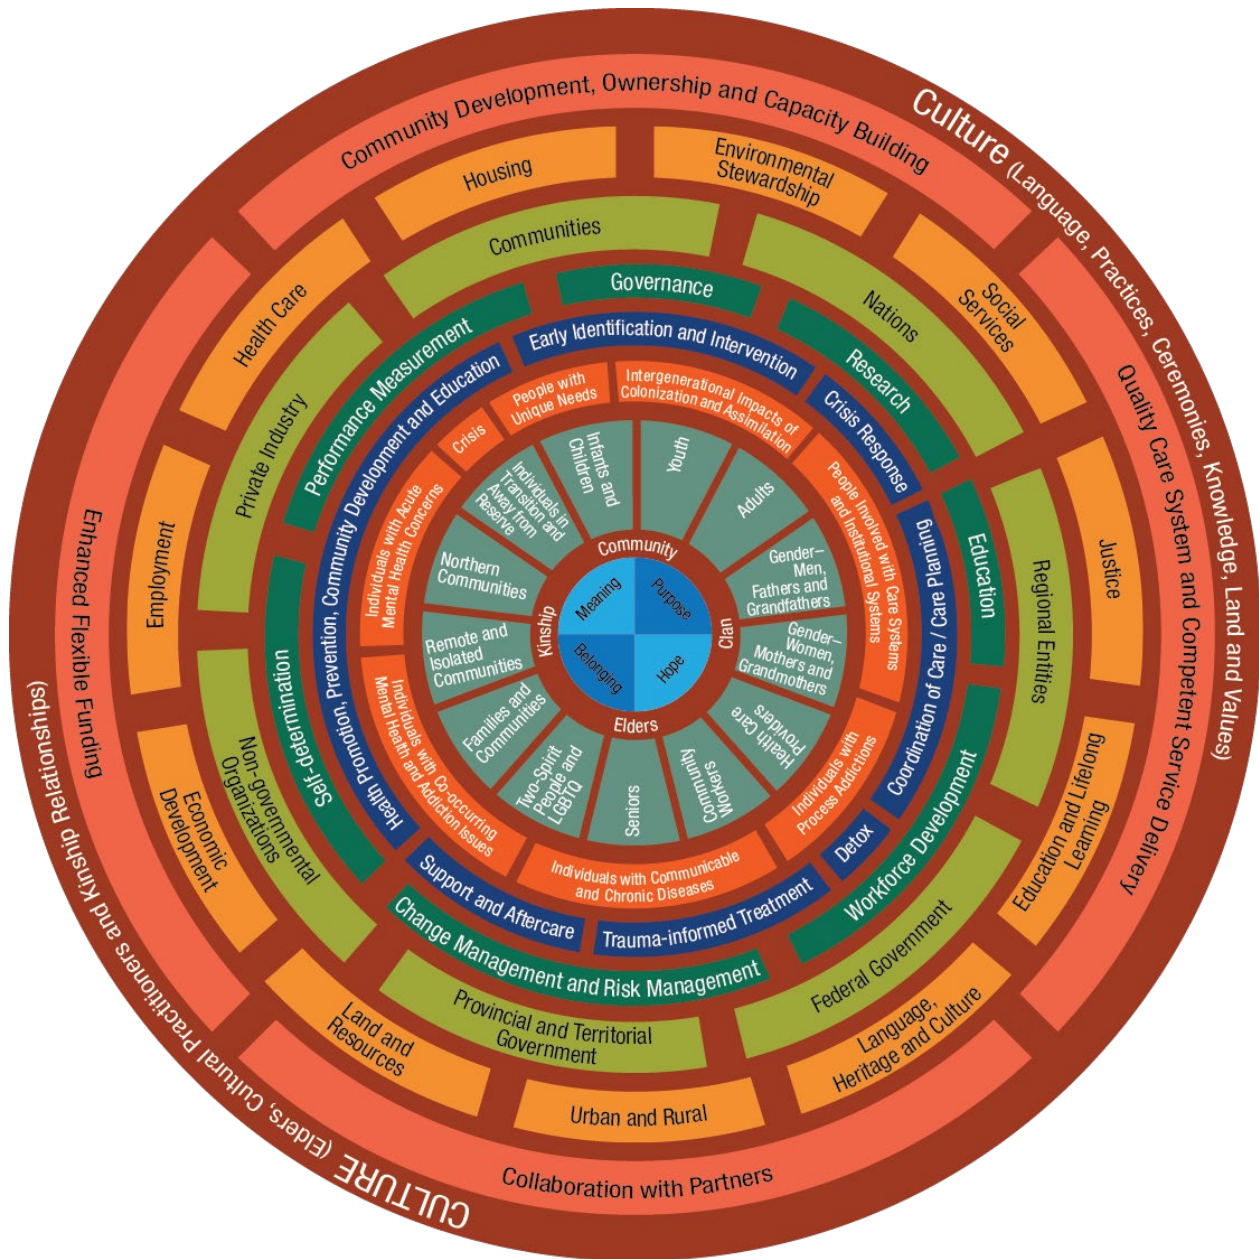 Culture (Language, Practices, Ceremonies, Knowledge, Land and Values)
CULTURE (Elders, Cultural Practitioners and Kinship Relationships)
Community Development, Ownership and Capacity Building
Quality Care System and Competent Service Delivery
Collaboration with Partners
Enhanced Flexible Funding
Housing
Environmental
Stewardship
Social
Services
Justice
Education and Lifelong
Learning
Language,
Heritage and Culture
Urban and Rural
Land and
Resources
Economic
Development
Employment
Health Care
Communities
Nations
Regional Entities
Federal Government
Provincial and Territorial
Government
Non-governmental
Organizations
Private Industry
Governance
Research
Education
Workforce Development
Change Management and Risk Management
Self-determination
Performance Measurement
Early Identification and Intervention
Crisis Response
Coordination of Care / Care Planning
Detox
Trauma-informed Treatment
Support and Aftercare
Health Promotion, Prevention, Community Development and Education
People with
Unique Needs
Intergenerational Impacts of
Colonization and Assimilation
People Involved with Care Systems
and Institutional Systems
Individuals with
Process Addictions
Individuals with Communicable
and Chronic Diseases
Individuals with Co-occurring
Mental Health and Addiction Issues
Individuals with Acute
Mental Health Concerns
Crisis
Infants and
Children
Youth
Adults
Gender–
Men,
Fathers and
Grandfathers
Gender–
Women,
Mothers and
Grandmothers
Health Care
Providers
Community
Workers
Seniors
Two-Spirit
People and
LGBTQ
Families and
Communities
Remote and
Isolated
Communities
Northern
Communities
Individuals in
Transition and
Away from
Reserve
Community
Clan
Elders
Kinship
Meaning
Purpose
Hope
Belonging